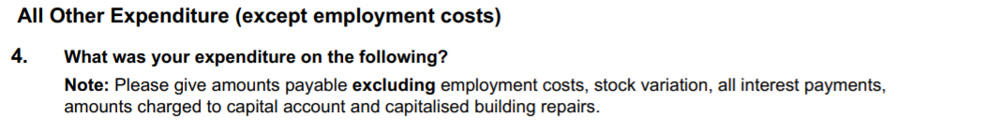 All Other Expenditure (except employment costs)
4. What was your expenditure on the following?
Note: Please give amounts payable excluding employment costs, stock variation, all interest payments,
amounts charged to capital account and capitalised building repairs.